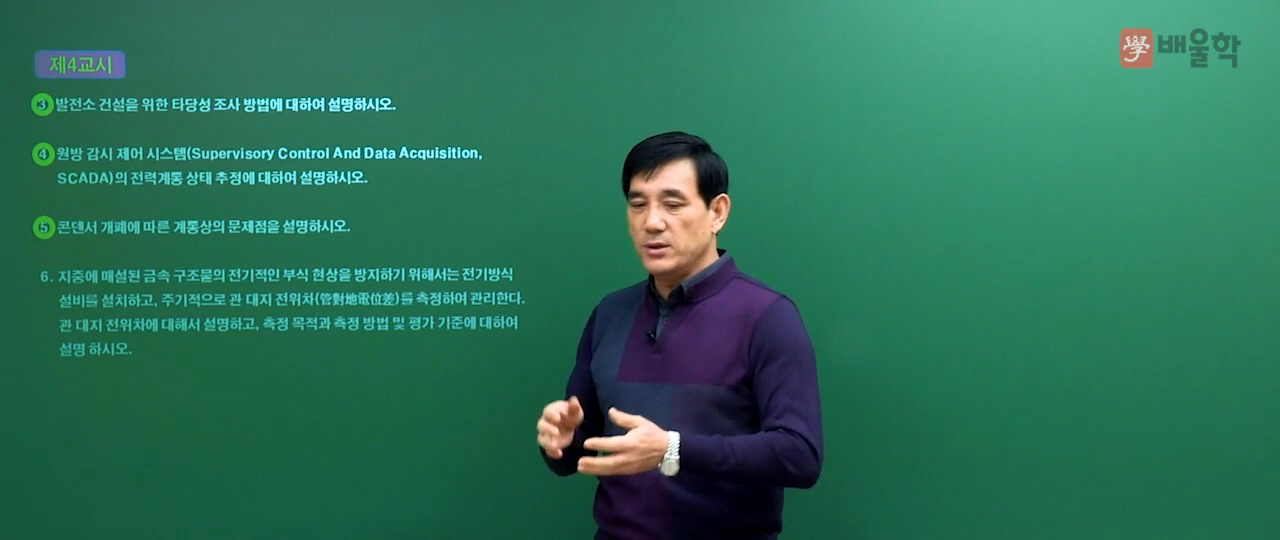 學 배울학
제4교시
3 발전소 건설을 위한 타당성 조사 방법에 대하여 설명하시오.
4 원방 감시 제어 시스템(Supervisory Control And Data Acquisition,
SCADA)의 전력계통 상태 추정에 대하여 설명하시오.
5 콘덴서 개폐에 따른 계통상의 문제점을 설명하시오.
6. 지중에 매설된 금속 구조물의 전기적인 부식 현상을 방지하기 위해서는 전기방식
설비를 설치하고, 주기적으로 관 대지 전위차(管對地電位差)를 측정하여 관리한다.
관 대지 전위차에 대해서 설명하고, 측정 목적과 측정 방법 및 평가 기준에 대하여
설명 하시오.